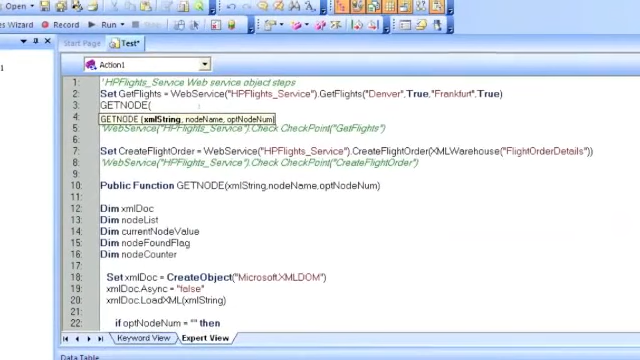 Open
es Wizard Record Run
Start Page Test*
Action1
1: 'HPFlights_Service Web service object steps
2: Set GetFlights = WebService("HPFlights_Service").GetFlights("Denver",True,"Frankfurt",True)
3: GETNODE(
4: GETNODE (xmlString, nodeName, optNodeNum)
5: 'WebService("HPFlights_Service").Check CheckPoint("GetFlights")
6:
7: Set CreateFlightOrder = WebService("HPFlights_Service").CreateFlightOrder(XMLWarehouse("FlightOrderDetails"))
8: 'WebService("HPFlights_Service").Check CheckPoint("CreateFlightOrder")
9:
10: Public Function GETNODE(xmlString,nodeName,optNodeNum)
11:
12: Dim xmlDoc
13: Dim nodeList
14: Dim currentNodeValue
15: Dim nodeFoundFlag
16: Dim nodeCounter
17:
18: Set xmlDoc = CreateObject("Microsoft.XMLDOM")
19: xmlDoc.Async = "false"
20: xmlDoc.LoadXML(xmlString)
21:
22: if optNodeNum = "" then
Keyword View Expert View
Data Table